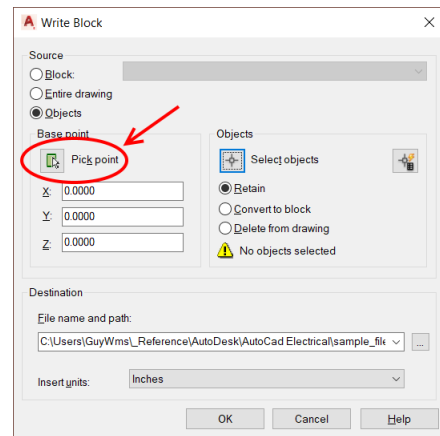 Write Block
Source
Block:
Entire drawing
Objects
Base point
Pick point
X: 0.0000
Y: 0.0000
Z: 0.0000
Objects
Select objects
Retain
Convert to block
Delete from drawing
No objects selected
Destination
File name and path:
C:\Users\GuyWms\_Reference\AutoDesk\AutoCad Electrical\sample_file
...
Insert units: Inches
OK Cancel Help